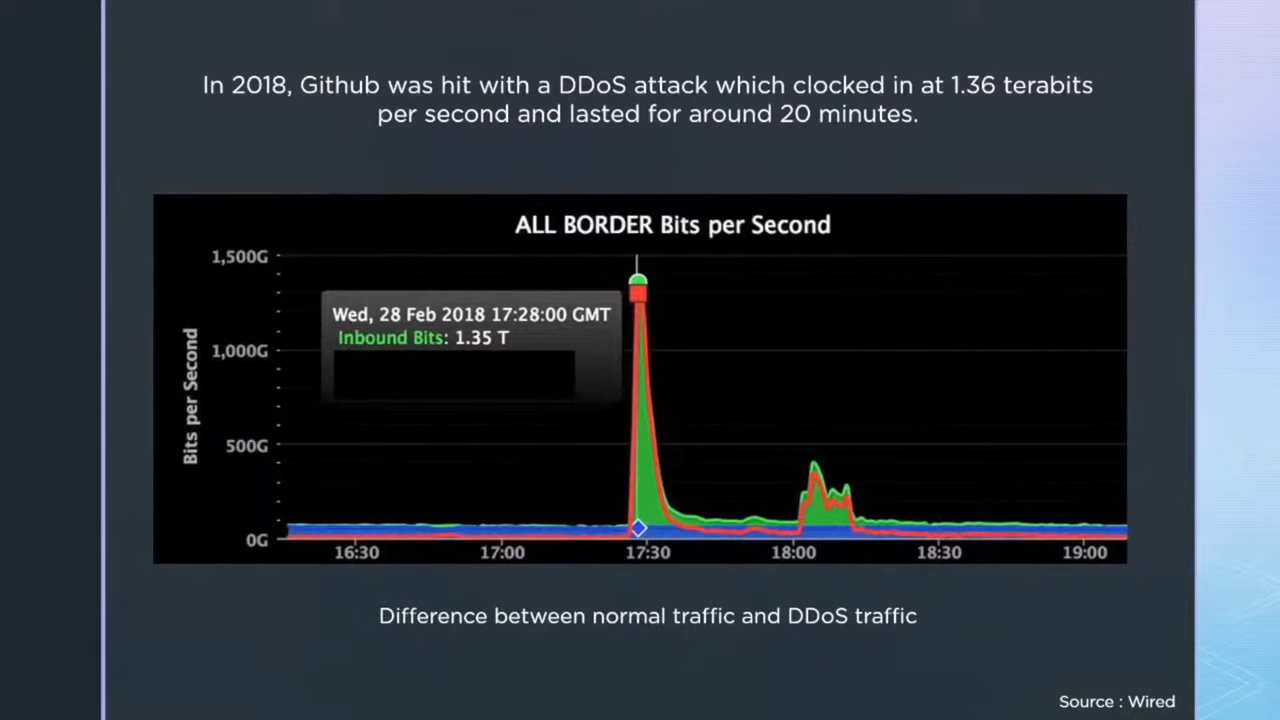 In 2018, Github was hit with a DDoS attack which clocked in at 1.36 terabits
per second and lasted for around 20 minutes.
ALL BORDER Bits per Second
Bits per Second
1,500G
1,000G
500G
0G
Wed, 28 Feb 2018 17:28:00 GMT
Inbound Bits: 1.35 T
16:30 17:00 17:30 18:00 18:30 19:00
Difference between normal traffic and DDoS traffic
Source : Wired